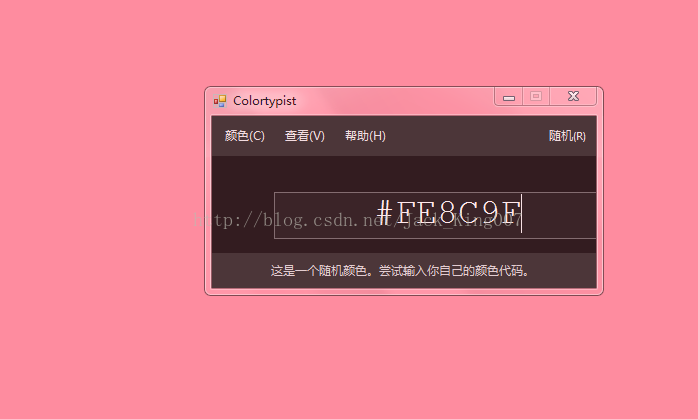 Colortypist
颜色(C) 查看(V) 帮助(H) 随机(R)
#FE8C9F
http://blog.csdn.net/Jack_King007
这是一个随机颜色。尝试输入你自己的颜色代码。